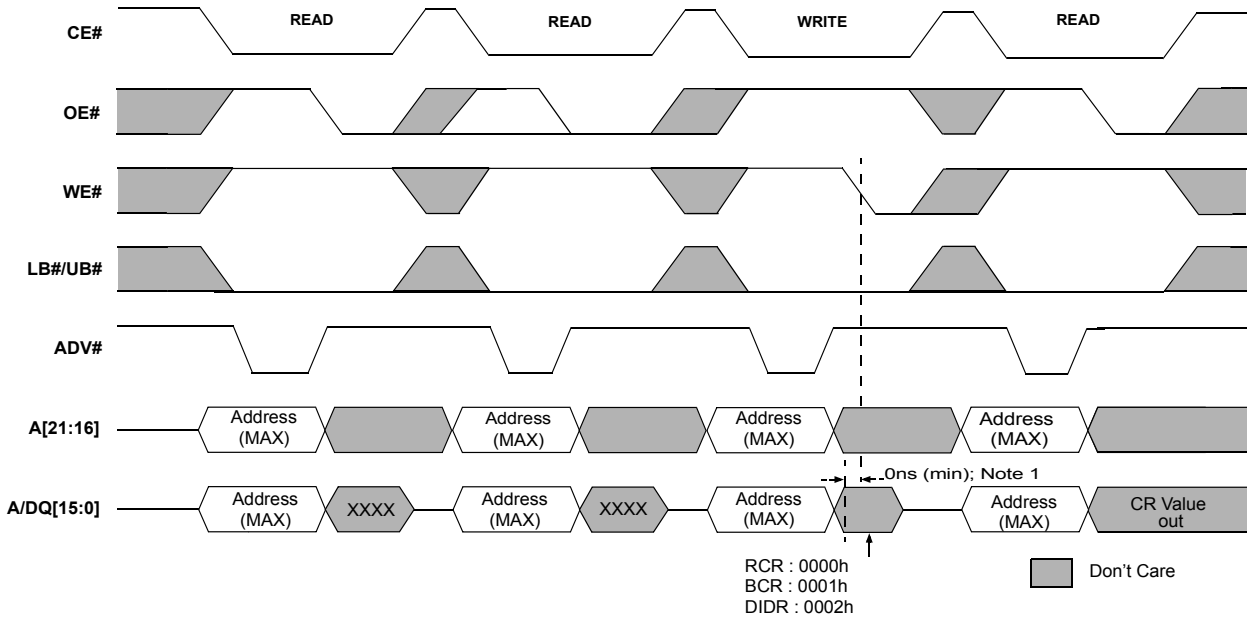 READ READ WRITE READ
CE#
OE#
WE#
LB#/UB#
ADV#
A[21:16]
Address
(MAX)
Address
(MAX)
Address
(MAX)
Address
(MAX)
0ns (min); Note 1
A/DQ[15:0]
Address
(MAX)
XXXX
Address
(MAX)
XXXX
Address
(MAX)
Address
(MAX)
CR Value
out
RCR : 0000h
BCR : 0001h
DIDR : 0002h
Don't Care